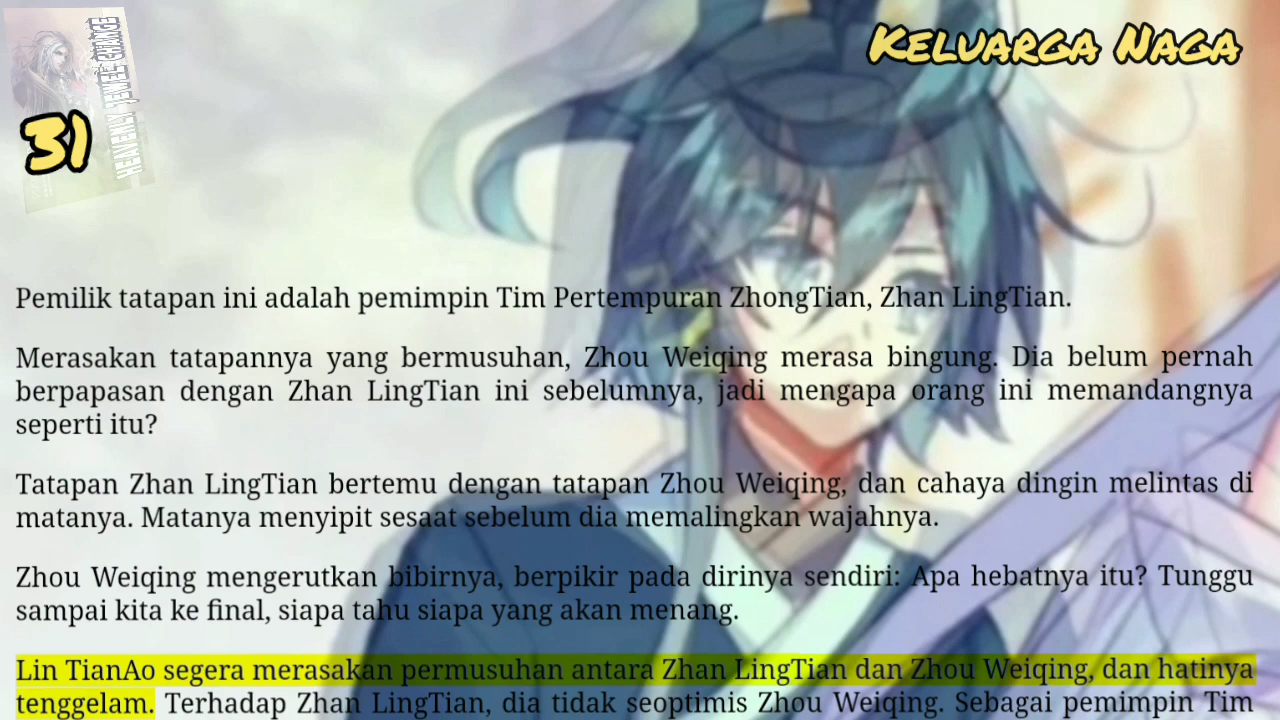 Keluarga Naga
HEAVENLY JEWEL CHANGE
31
Pemilik tatapan ini adalah pemimpin Tim Pertempuran ZhongTian, Zhan LingTian.
Merasakan tatapannya yang bermusuhan, Zhou Weiqing merasa bingung. Dia belum pernah
berpapasan dengan Zhan LingTian ini sebelumnya, jadi mengapa orang ini memandangnya
seperti itu?
Tatapan Zhan LingTian bertemu dengan tatapan Zhou Weiqing, dan cahaya dingin melintas di
matanya. Matanya menyipit sesaat sebelum dia memalingkan wajahnya.
Zhou Weiqing mengerutkan bibirnya, berpikir pada dirinya sendiri: Apa hebatnya itu? Tunggu
sampai kita ke final, siapa tahu siapa yang akan menang.
Lin TianAo segera merasakan permusuhan antara Zhan LingTian dan Zhou Weiqing, dan hatinya
tenggelam. Terhadap Zhan LingTian, dia tidak seoptimis Zhou Weiqing. Sebagai pemimpin Tim